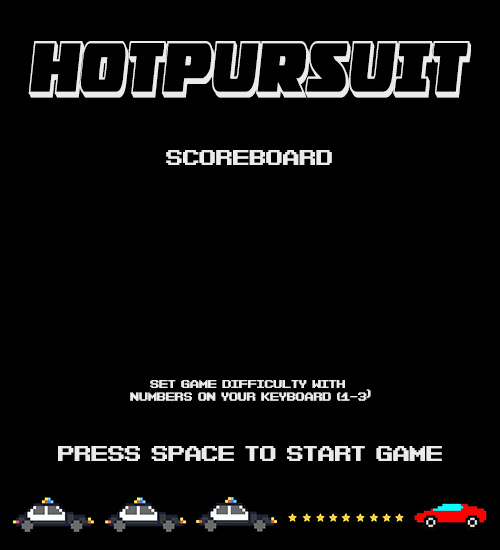 HOTPURSUIT
SCOREBOARD
SET GAME DIFFICULTY WITH
NUMBERS ON YOUR KEYBOARD (1-3)
PRESS SPACE TO START GAME